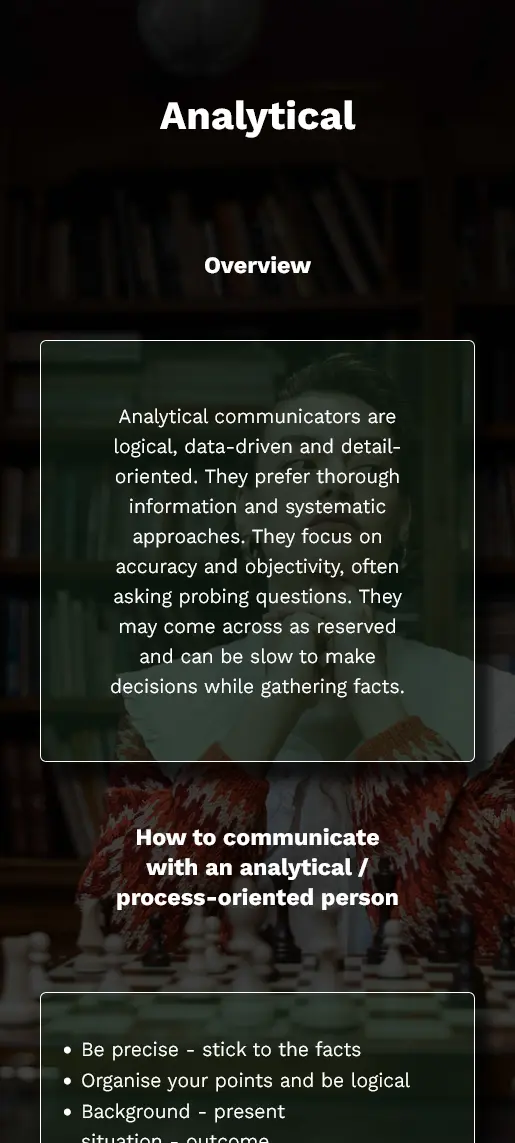 Analytical
Overview
Analytical communicators are
logical, data-driven and detail-
oriented. They prefer thorough
information and systematic
approaches. They focus on
accuracy and objectivity, often
asking probing questions. They
may come across as reserved
and can be slow to make
decisions while gathering facts.
How to communicate
with an analytical /
process-oriented person
• Be precise - stick to the facts
• Organise your points and be logical
• Background - present
situation - outcome